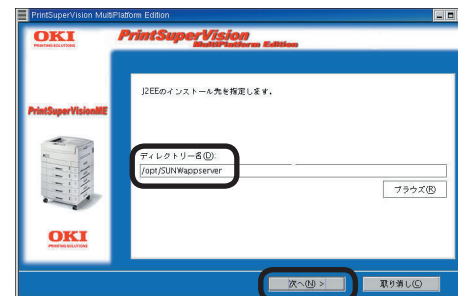 PrintSuperVision MultiPlatform Edition
OKI
PRINTING SOLUTIONS
PrintSuperVision
MultiPlatform Edition
J2EEのインストール先を指定します。
PrintSuperVisionME
ディレクトリー名(D):
/opt/SUNWappserver
ブラウズ(R)
OKI
PRINTING SOLUTIONS
次へ(N) >
取り消し(C)